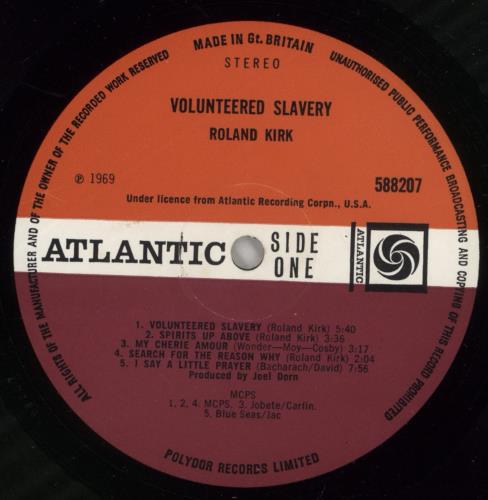 MADE IN Gt. BRITAIN
ALL RIGHTS OF THE MANUFACTURER AND OF THE OWNER OF THE RECORDED WORK RESERVED
UNAUTHORISED PUBLIC PERFORMANCE BROADCASTING AND COPYING OF THIS RECORD PROHIBITED
STEREO
VOLUNTEERED SLAVERY
ROLAND KIRK
℗ 1969
588207
Under licence from Atlantic Recording Corpn., U.S.A.
ATLANTIC
SIDE
ONE
ATLANTIC
1. VOLUNTEERED SLAVERY (Roland Kirk) 5:40
2. SPIRITS UP ABOVE (Roland Kirk) 3:36
3. MY CHERIE AMOUR (Wonder—Moy—Cosby) 3:17
4. SEARCH FOR THE REASON WHY (Roland Kirk) 2:04
5. I SAY A LITTLE PRAYER (Bacharach/David) 7:56
Produced by Joel Dorn
MCPS
1, 2, 4. MCPS. 3. Jobete/Carlin.
5. Blue Seas/Jac
POLYDOR RECORDS LIMITED